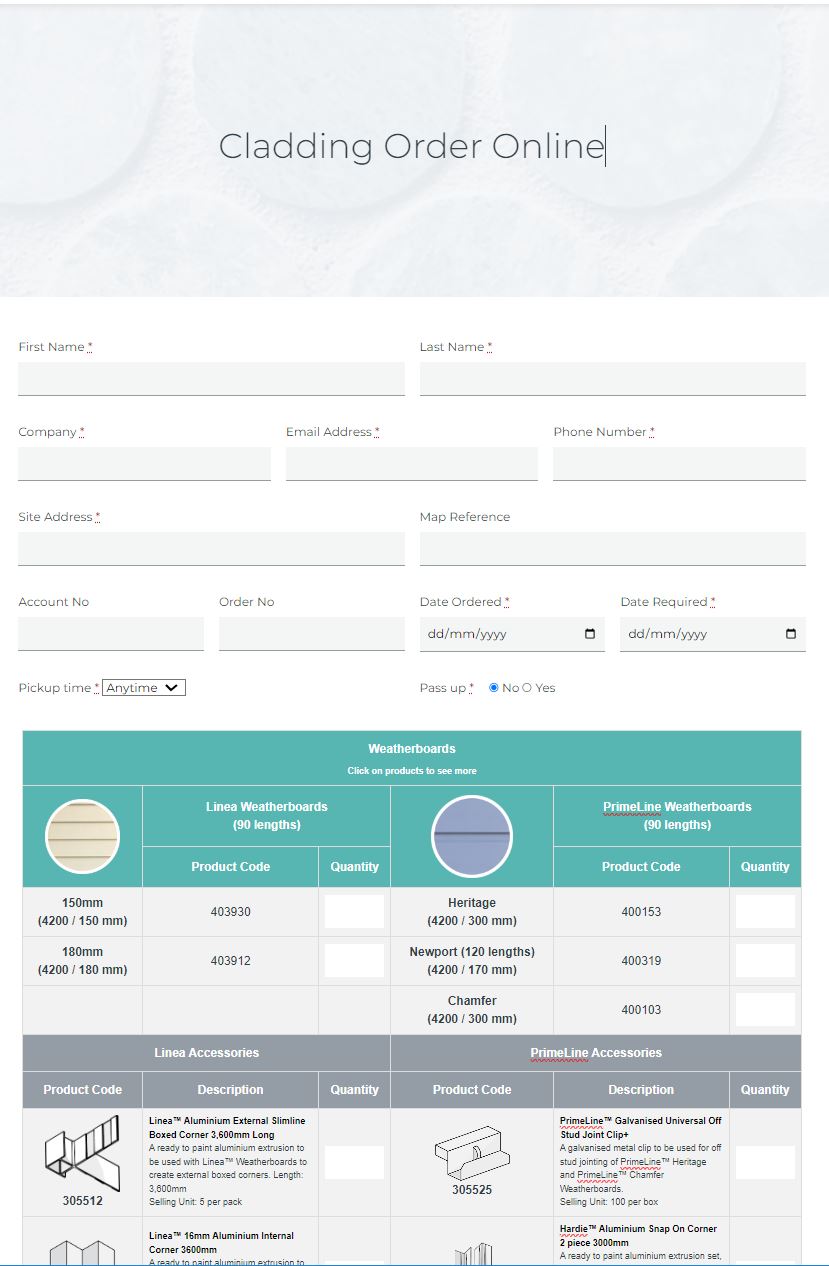 Cladding Order Online
First Name * Last Name *
Company * Email Address * Phone Number *
Site Address * Map Reference
Account No Order No Date Ordered * Date Required *
dd/mm/yyyy dd/mm/yyyy
Pickup time * Anytime Pass up * No Yes
Weatherboards
Click on products to see more
Linea Weatherboards
(90 lengths)
PrimeLine Weatherboards
(90 lengths)
Product Code Quantity Product Code Quantity
150mm
(4200 / 150 mm)
403930
Heritage
(4200 / 300 mm)
400153
180mm
(4200 / 180 mm)
403912
Newport (120 lengths)
(4200 / 170 mm)
400319
Chamfer
(4200 / 300 mm)
400103
Linea Accessories PrimeLine Accessories
Product Code Description Quantity Product Code Description Quantity
305512
Linea™ Aluminium External Slimline
Boxed Corner 3,600mm Long
A ready to paint aluminium extrusion to
be used with Linea™ Weatherboards to
create external boxed corners. Length:
3,600mm
Selling Unit: 5 per pack
305525
PrimeLine™ Galvanised Universal Off
Stud Joint Clip+
A galvanised metal clip to be used for off
stud jointing of PrimeLine™ Heritage
and PrimeLine™ Chamfer
Weatherboards.
Selling Unit: 100 per box
Linea™ 16mm Aluminium Internal
Corner 3600mm
A ready to paint aluminium extrusion to
Hardie™ Aluminium Snap On Corner
2 piece 3000mm
A ready to paint aluminium extrusion set,